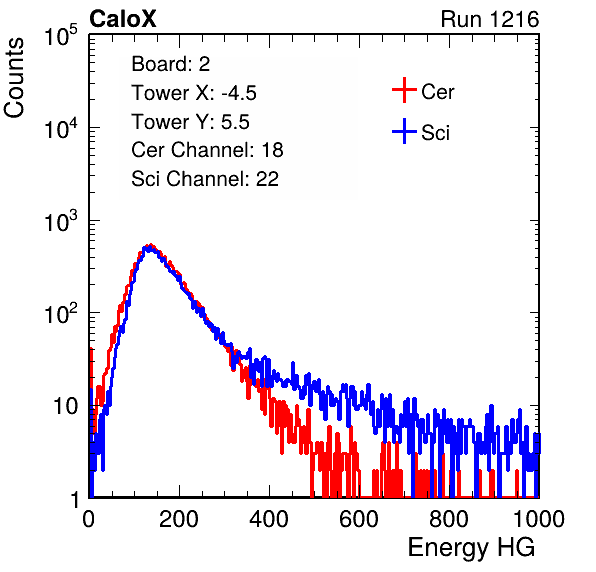 CaloX Run 1216
Counts
10^5
10^4
10^3
10^2
10
1
Board: 2
Tower X: -4.5
Tower Y: 5.5
Cer Channel: 18
Sci Channel: 22
Cer
Sci
0 200 400 600 800 1000
Energy HG